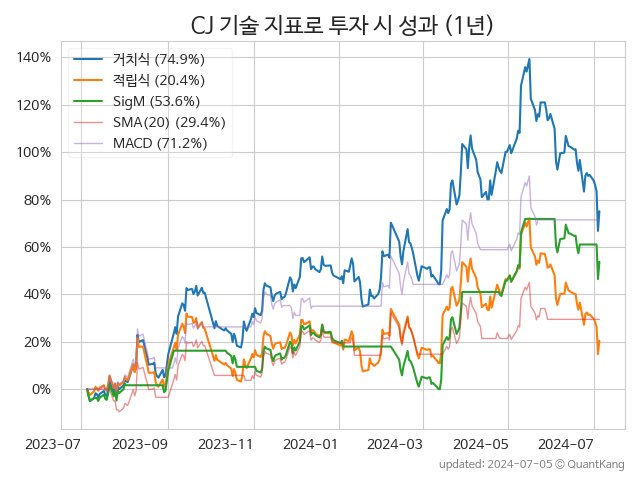 CJ 기술 지표로 투자 시 성과 (1년)
140%
120%
100%
80%
60%
40%
20%
0%
거치식 (74.9%)
적립식 (20.4%)
SigM (53.6%)
SMA(20) (29.4%)
MACD (71.2%)
2023-07
2023-09
2023-11
2024-01
2024-03
2024-05
2024-07
updated: 2024-07-05 © QuantKang